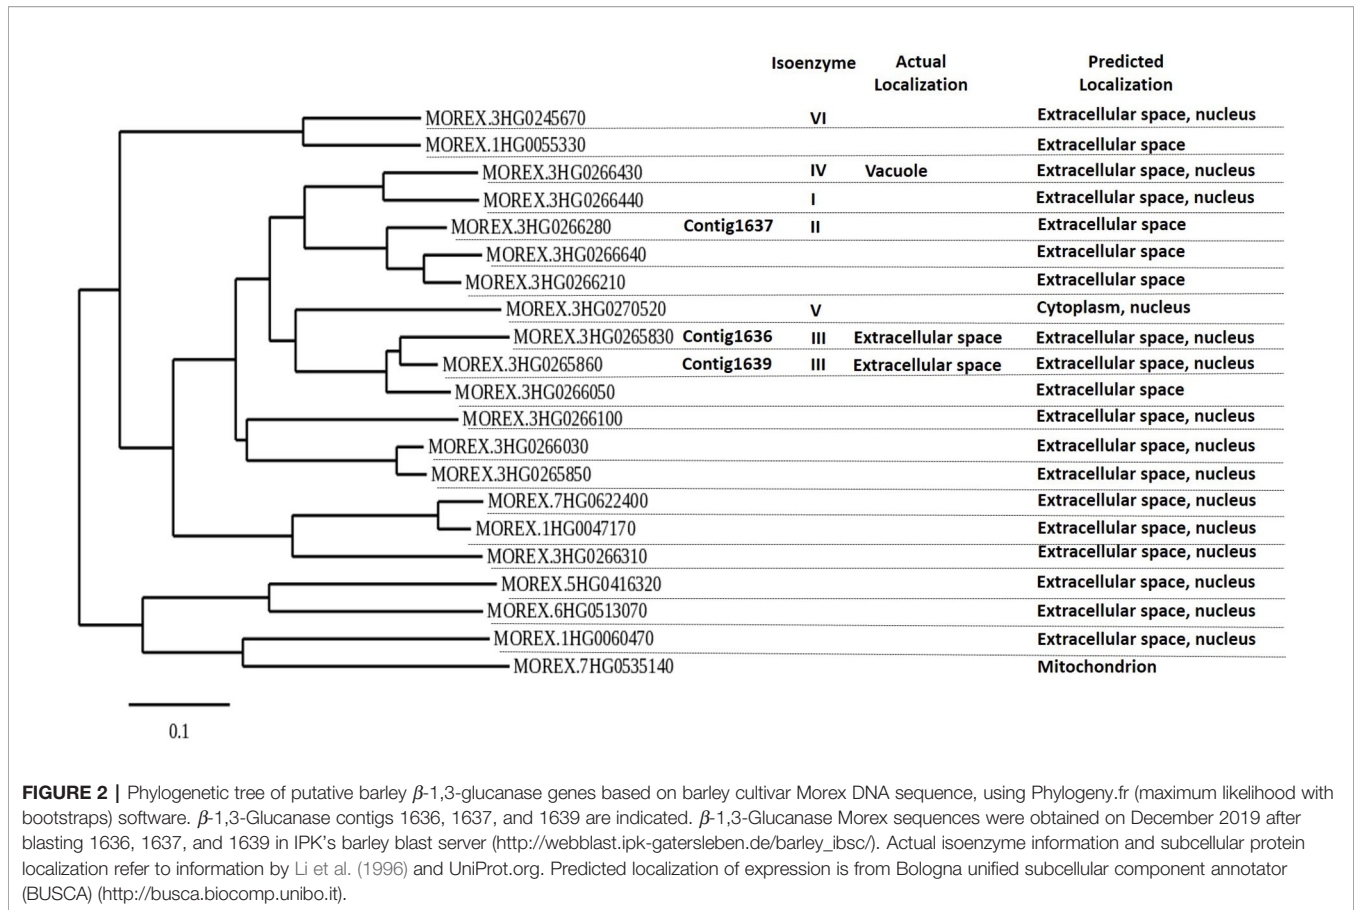 Isoenzyme Actual Localization Predicted Localization
MOREX.3HG0245670 VI Extracellular space, nucleus
MOREX.1HG0055330 Extracellular space
MOREX.3HG0266430 IV Vacuole Extracellular space, nucleus
MOREX.3HG0266440 I Extracellular space, nucleus
MOREX.3HG0266280 Contig1637 II Extracellular space
MOREX.3HG0266640 Extracellular space
MOREX.3HG0266210 Extracellular space
MOREX.3HG0270520 V Cytoplasm, nucleus
MOREX.3HG0265830 Contig1636 III Extracellular space Extracellular space, nucleus
MOREX.3HG0265860 Contig1639 III Extracellular space Extracellular space, nucleus
MOREX.3HG0266050 Extracellular space
MOREX.3HG0266100 Extracellular space, nucleus
MOREX.3HG0266030 Extracellular space, nucleus
MOREX.3HG0265850 Extracellular space, nucleus
MOREX.7HG0622400 Extracellular space, nucleus
MOREX.1HG0047170 Extracellular space, nucleus
MOREX.3HG0266310 Extracellular space, nucleus
MOREX.5HG0416320 Extracellular space, nucleus
MOREX.6HG0513070 Extracellular space, nucleus
MOREX.1HG0060470 Extracellular space, nucleus
MOREX.7HG0535140 Mitochondrion
0.1
FIGURE 2 | Phylogenetic tree of putative barley β-1,3-glucanase genes based on barley cultivar Morex DNA sequence, using Phylogeny.fr (maximum likelihood with
bootstraps) software. β-1,3-Glucanase contigs 1636, 1637, and 1639 are indicated. β-1,3-Glucanase Morex sequences were obtained on December 2019 after
blasting 1636, 1637, and 1639 in IPK's barley blast server (http://webblast.ipk-gatersleben.de/barley_ibsc/). Actual isoenzyme information and subcellular protein
localization refer to information by Li et al. (1996) and UniProt.org. Predicted localization of expression is from Bologna unified subcellular component annotator
(BUSCA) (http://busca.biocomp.unibo.it).